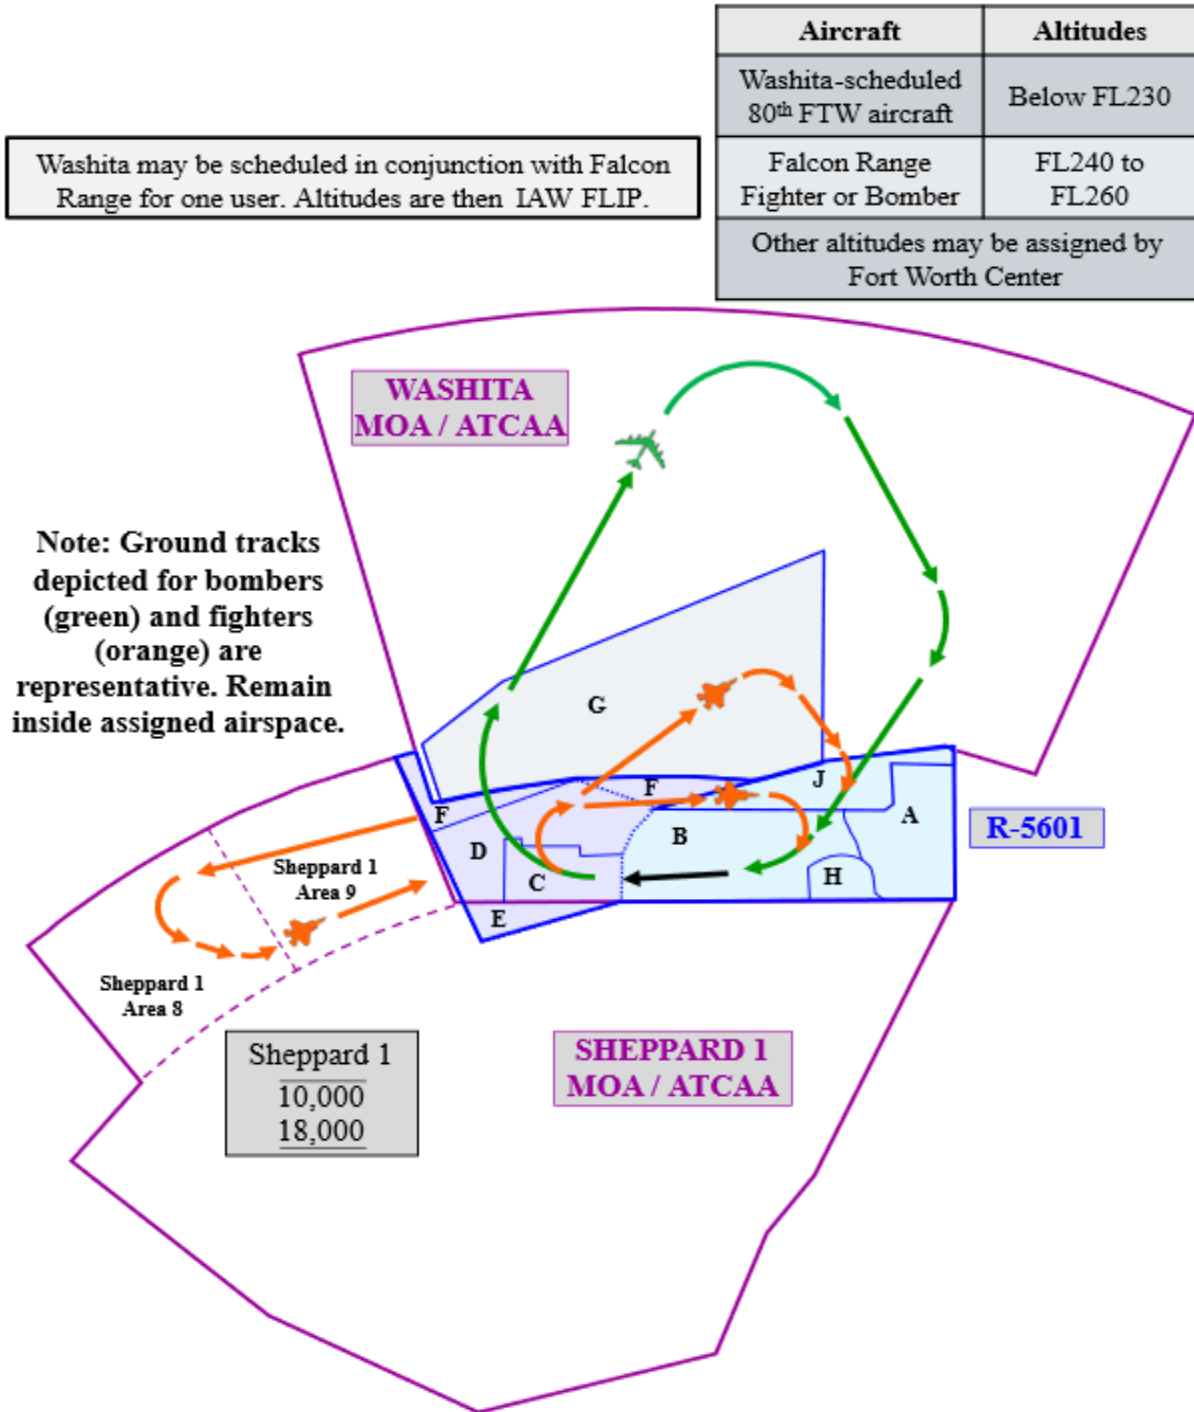 Aircraft Altitudes
Washita-scheduled
80th FTW aircraft
Below FL230
Falcon Range
Fighter or Bomber
FL240 to
FL260
Other altitudes may be assigned by
Fort Worth Center
Washita may be scheduled in conjunction with Falcon
Range for one user. Altitudes are then IAW FLIP.
WASHITA
MOA / ATCAA
Note: Ground tracks
depicted for bombers
(green) and fighters
(orange) are
representative. Remain
inside assigned airspace.
G
F
F
J
A
R-5601
B
D
C
H
E
Sheppard 1
Area 9
Sheppard 1
Area 8
Sheppard 1
10,000
18,000
SHEPPARD 1
MOA / ATCAA